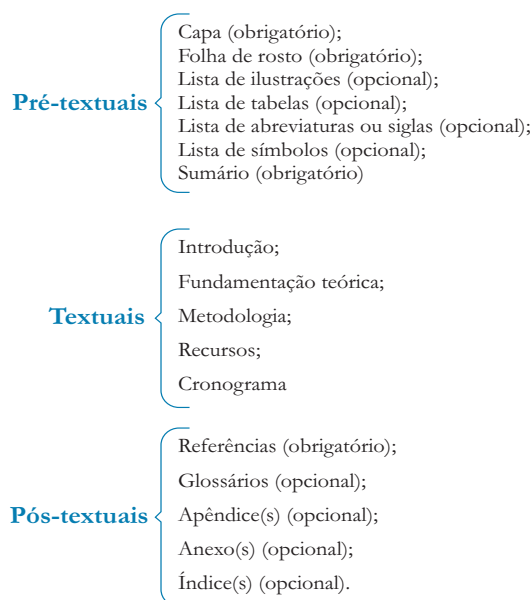 Pré-textuais
Capa (obrigatório);
Folha de rosto (obrigatório);
Lista de ilustrações (opcional);
Lista de tabelas (opcional);
Lista de abreviaturas ou siglas (opcional);
Lista de símbolos (opcional);
Sumário (obrigatório)
Textuais
Introdução;
Fundamentação teórica;
Metodologia;
Recursos;
Cronograma
Pós-textuais
Referências (obrigatório);
Glossários (opcional);
Apêndice(s) (opcional);
Anexo(s) (opcional);
Índice(s) (opcional).